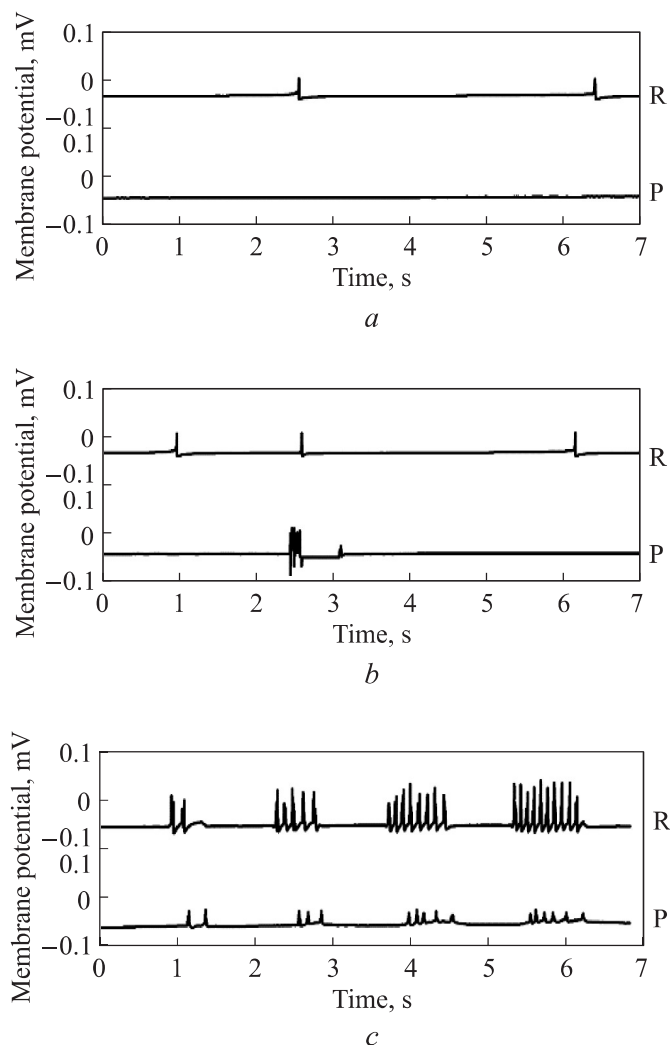 Membrane potential, mV
0.1
0
−0.1
0.1
0
−0.1
R
P
0 1 2 3 4 5 6 7
Time, s
a
Membrane potential, mV
0.1
0
−0.1
0.1
0
−0.1
R
P
0 1 2 3 4 5 6 7
Time, s
b
Membrane potential, mV
0.1
0
−0.1
0.1
0
−0.1
R
P
0 1 2 3 4 5 6 7
Time, s
c